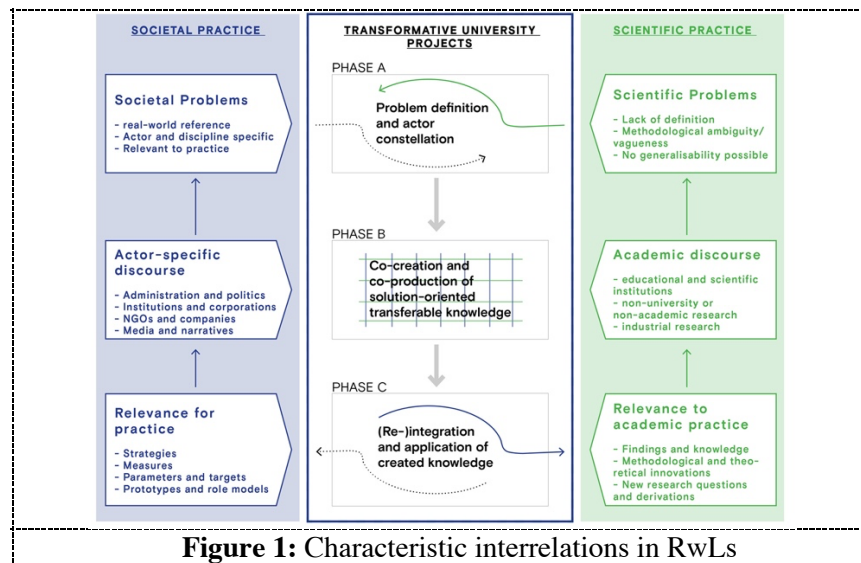 SOCIETAL PRACTICE
Societal Problems
- real-world reference
- Actor and discipline specific
- Relevant to practice
Actor-specific
discourse
- Administration and politics
- Institutions and corporations
- NGOs and companies
- Media and narratives
Relevance for
practice
- Strategies
- Measures
- Parameters and targets
- Prototypes and role models
TRANSFORMATIVE UNIVERSITY
PROJECTS
PHASE A
Problem definition
and actor
constellation
PHASE B
Co-creation and
co-production of
solution-oriented
transferable knowledge
PHASE C
(Re-)integration
and application of
created knowledge
SCIENTIFIC PRACTICE
Scientific Problems
- Lack of definition
- Methodological ambiguity/
vagueness
- No generalisability possible
Academic discourse
- educational and scientific
institutions
- non-university or
non-academic research
- industrial research
Relevance to
academic practice
- Findings and knowledge
- Methodological and theo-
retical innovations
- New research questions
and derivations
Figure 1: Characteristic interrelations in RwLs